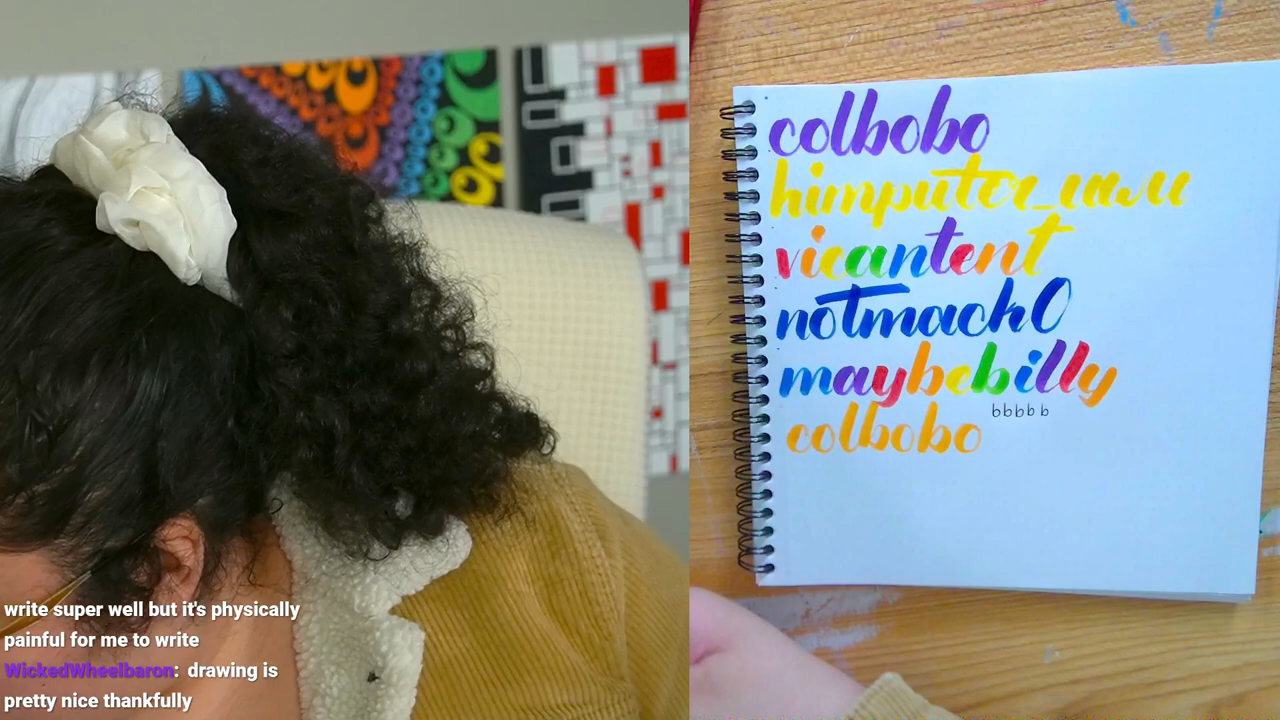 write super well but it's physically
painful for me to write
WickedWheelbaron: drawing is
pretty nice thankfully
colbobo
vicantent
notmack0
maybebilly
bbbbb
colbobo